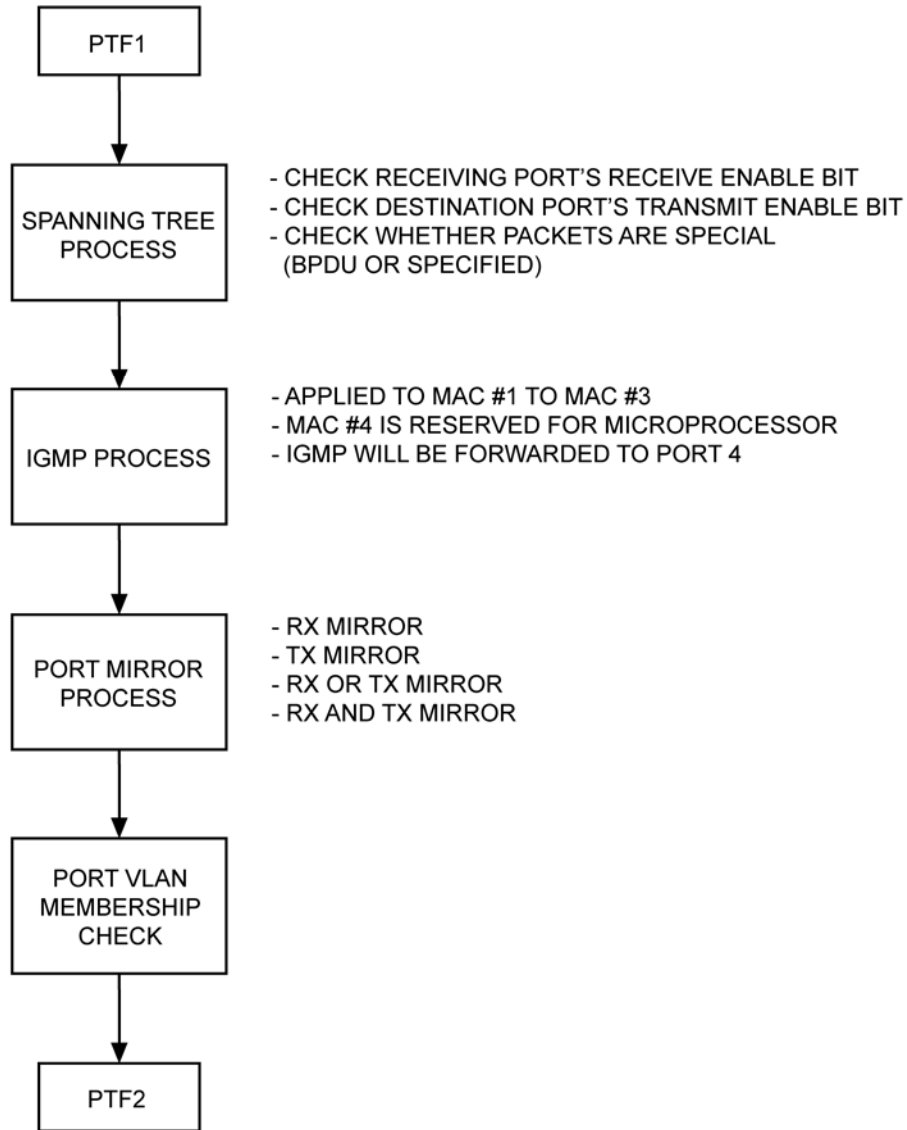 PTF1
SPANNING TREE
PROCESS
- CHECK RECEIVING PORT'S RECEIVE ENABLE BIT
- CHECK DESTINATION PORT'S TRANSMIT ENABLE BIT
- CHECK WHETHER PACKETS ARE SPECIAL
(BPDU OR SPECIFIED)
IGMP PROCESS
- APPLIED TO MAC #1 TO MAC #3
- MAC #4 IS RESERVED FOR MICROPROCESSOR
- IGMP WILL BE FORWARDED TO PORT 4
PORT MIRROR
PROCESS
- RX MIRROR
- TX MIRROR
- RX OR TX MIRROR
- RX AND TX MIRROR
PORT VLAN
MEMBERSHIP
CHECK
PTF2